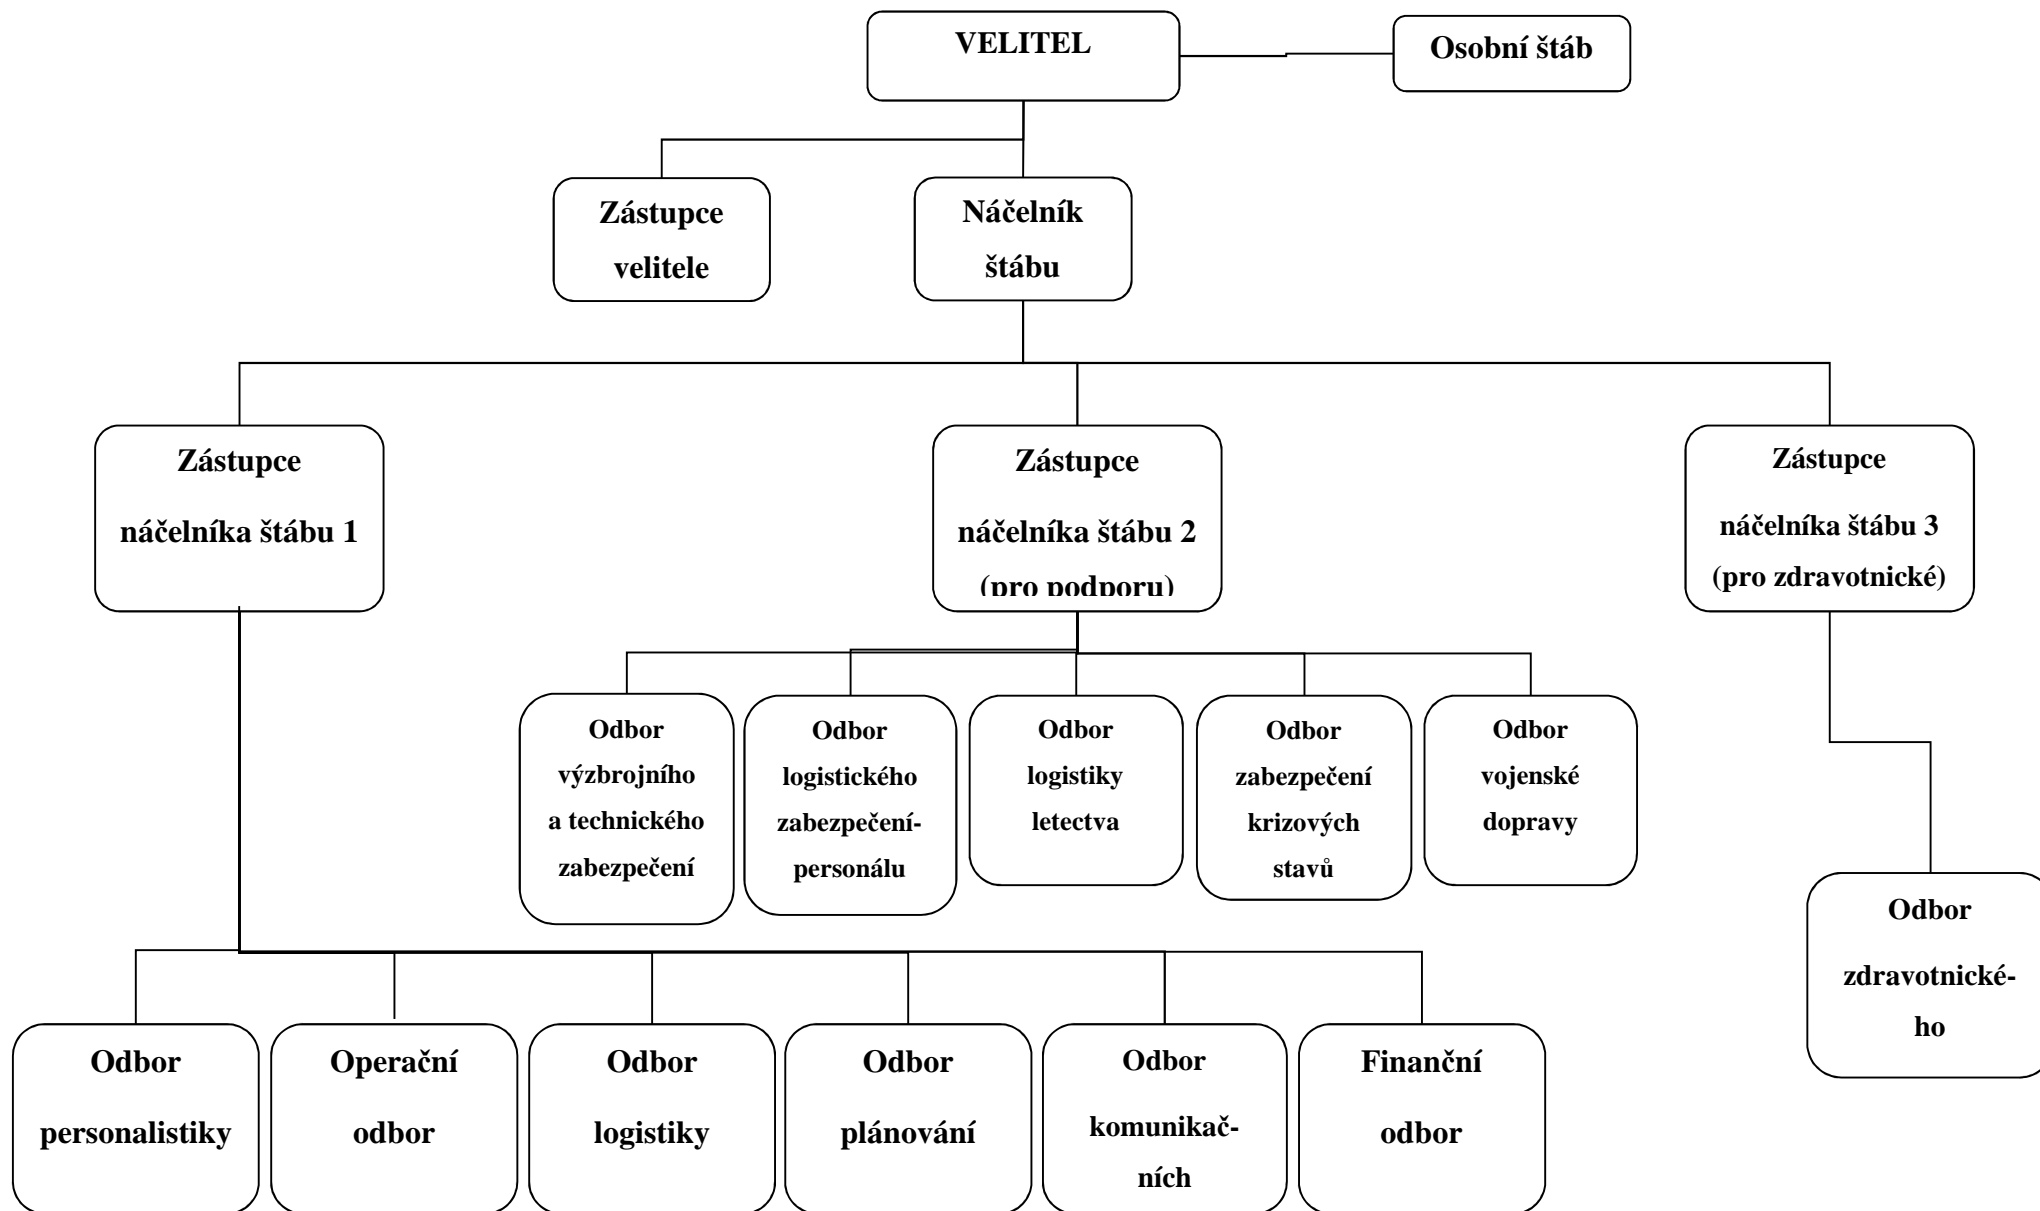 VELITEL
Osobní štáb
Zástupce
velitele
Náčelník
štábu
Zástupce
náčelníka štábu 1
Zástupce
náčelníka štábu 2
(pro podporu)
Zástupce
náčelníka štábu 3
(pro zdravotnické)
Odbor
výzbrojního
a technického
zabezpečení
Odbor
logistického
zabezpečení-
personálu
Odbor
logistiky
letectva
Odbor
zabezpečení
krizových
stavů
Odbor
vojenské
dopravy
Odbor
zdravotnické-
ho
Odbor
personalistiky
Operační
odbor
Odbor
logistiky
Odbor
plánování
Odbor
komunikač-
ních
Finanční
odbor